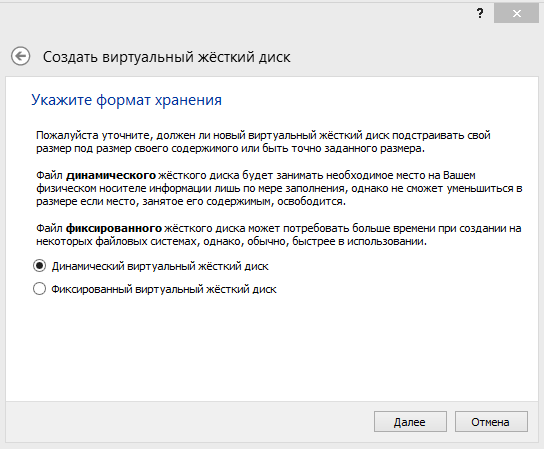 ?
Создать виртуальный жёсткий диск
Укажите формат хранения
Пожалуйста уточните, должен ли новый виртуальный жёсткий диск подстраивать свой
размер под размер своего содержимого или быть точно заданного размера.
Файл динамического жёсткого диска будет занимать необходимое место на Вашем
физическом носителе информации лишь по мере заполнения, однако не сможет уменьшиться в
размере если место, занятое его содержимым, освободится.
Файл фиксированного жёсткого диска может потребовать больше времени при создании на
некоторых файловых системах, однако, обычно, быстрее в использовании.
Динамический виртуальный жёсткий диск
Фиксированный виртуальный жёсткий диск
Далее Отмена